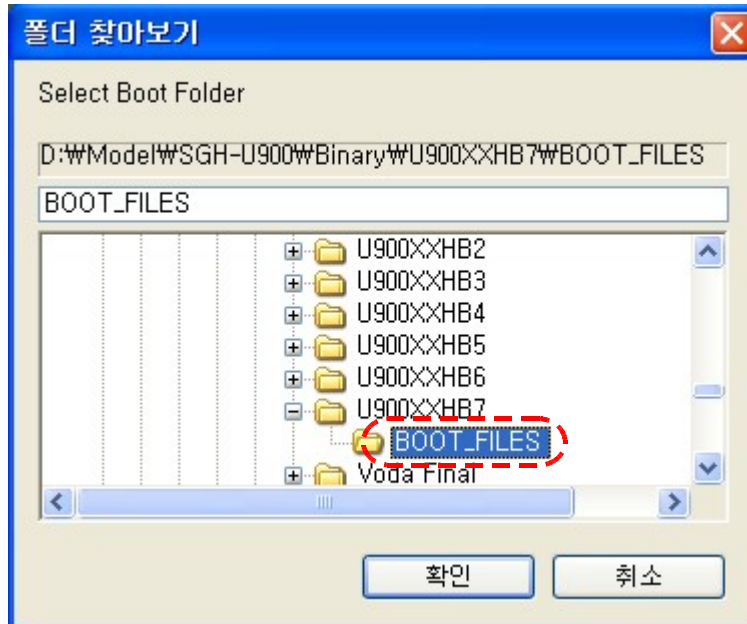 폴더 찾아보기
Select Boot Folder
D:₩Model₩SGH-U900₩Binary₩U900XXHB7₩BOOT_FILES
BOOT_FILES
U900XXHB2
U900XXHB3
U900XXHB4
U900XXHB5
U900XXHB6
U900XXHB7
BOOT_FILES
Voda Final
확인 취소